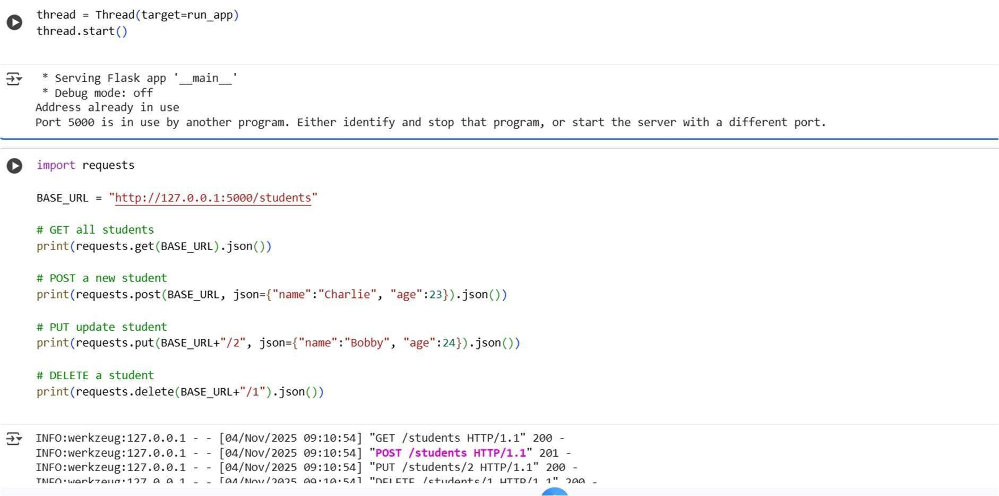 thread = Thread(target=run_app)
thread.start()
* Serving Flask app '__main__'
* Debug mode: off
Address already in use
Port 5000 is in use by another program. Either identify and stop that program, or start the server with a different port.
import requests
BASE_URL = "http://127.0.0.1:5000/students"
# GET all students
print(requests.get(BASE_URL).json())
# POST a new student
print(requests.post(BASE_URL, json={"name":"Charlie", "age":23}).json())
# PUT update student
print(requests.put(BASE_URL+"/2", json={"name":"Bobby", "age":24}).json())
# DELETE a student
print(requests.delete(BASE_URL+"/1").json())
INFO:werkzeug:127.0.0.1 - - [04/Nov/2025 09:10:54] "GET /students HTTP/1.1" 200 -
INFO:werkzeug:127.0.0.1 - - [04/Nov/2025 09:10:54] "POST /students HTTP/1.1" 201 -
INFO:werkzeug:127.0.0.1 - - [04/Nov/2025 09:10:54] "PUT /students/2 HTTP/1.1" 200 -
INFO:werkzeug:127.0.0.1 - - [04/Nov/2025 09:10:54] "DELETE /students/1 HTTP/1.1" 200 -